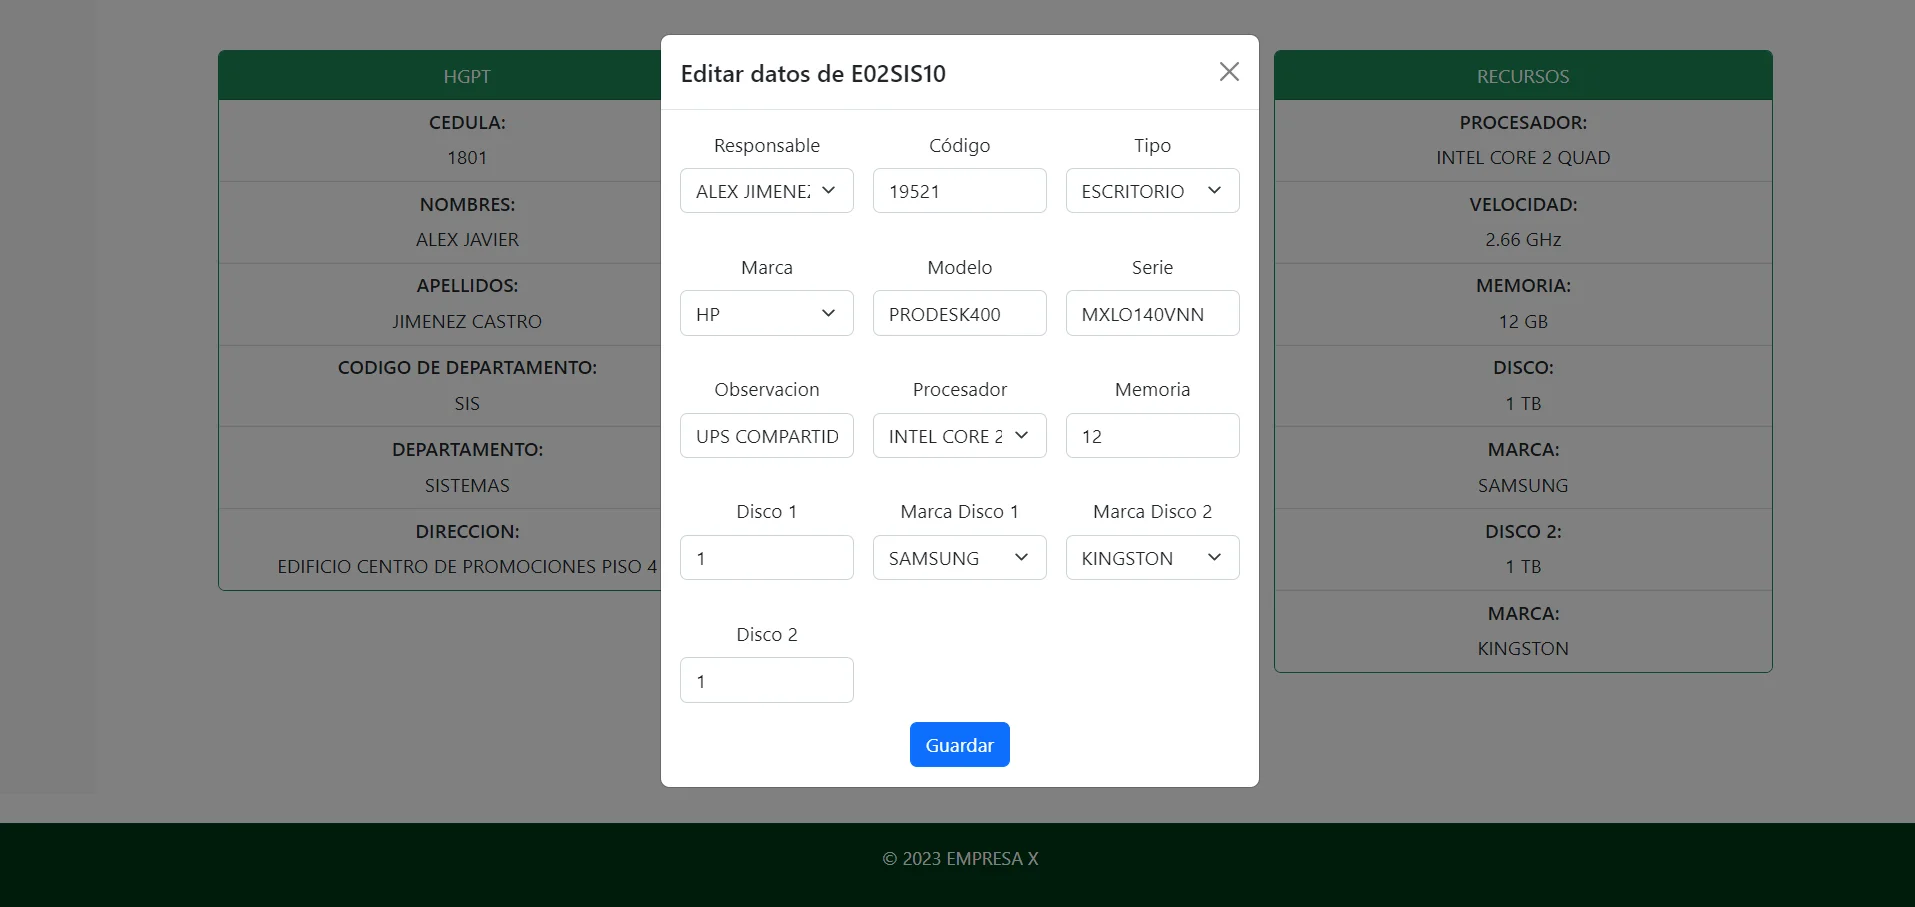 HGPT
CEDULA:
1801
NOMBRES:
ALEX JAVIER
APELLIDOS:
JIMENEZ CASTRO
CODIGO DE DEPARTAMENTO:
SIS
DEPARTAMENTO:
SISTEMAS
DIRECCION:
EDIFICIO CENTRO DE PROMOCIONES PISO 4
Editar datos de E02SIS10
Responsable Código Tipo
ALEX JIMENEZ 19521 ESCRITORIO
Marca Modelo Serie
HP PRODESK400 MXLO140VNN
Observacion Procesador Memoria
UPS COMPARTID INTEL CORE 2 12
Disco 1 Marca Disco 1 Marca Disco 2
1 SAMSUNG KINGSTON
Disco 2
1
Guardar
RECURSOS
PROCESADOR:
INTEL CORE 2 QUAD
VELOCIDAD:
2.66 GHz
MEMORIA:
12 GB
DISCO:
1 TB
MARCA:
SAMSUNG
DISCO 2:
1 TB
MARCA:
KINGSTON
© 2023 EMPRESA X